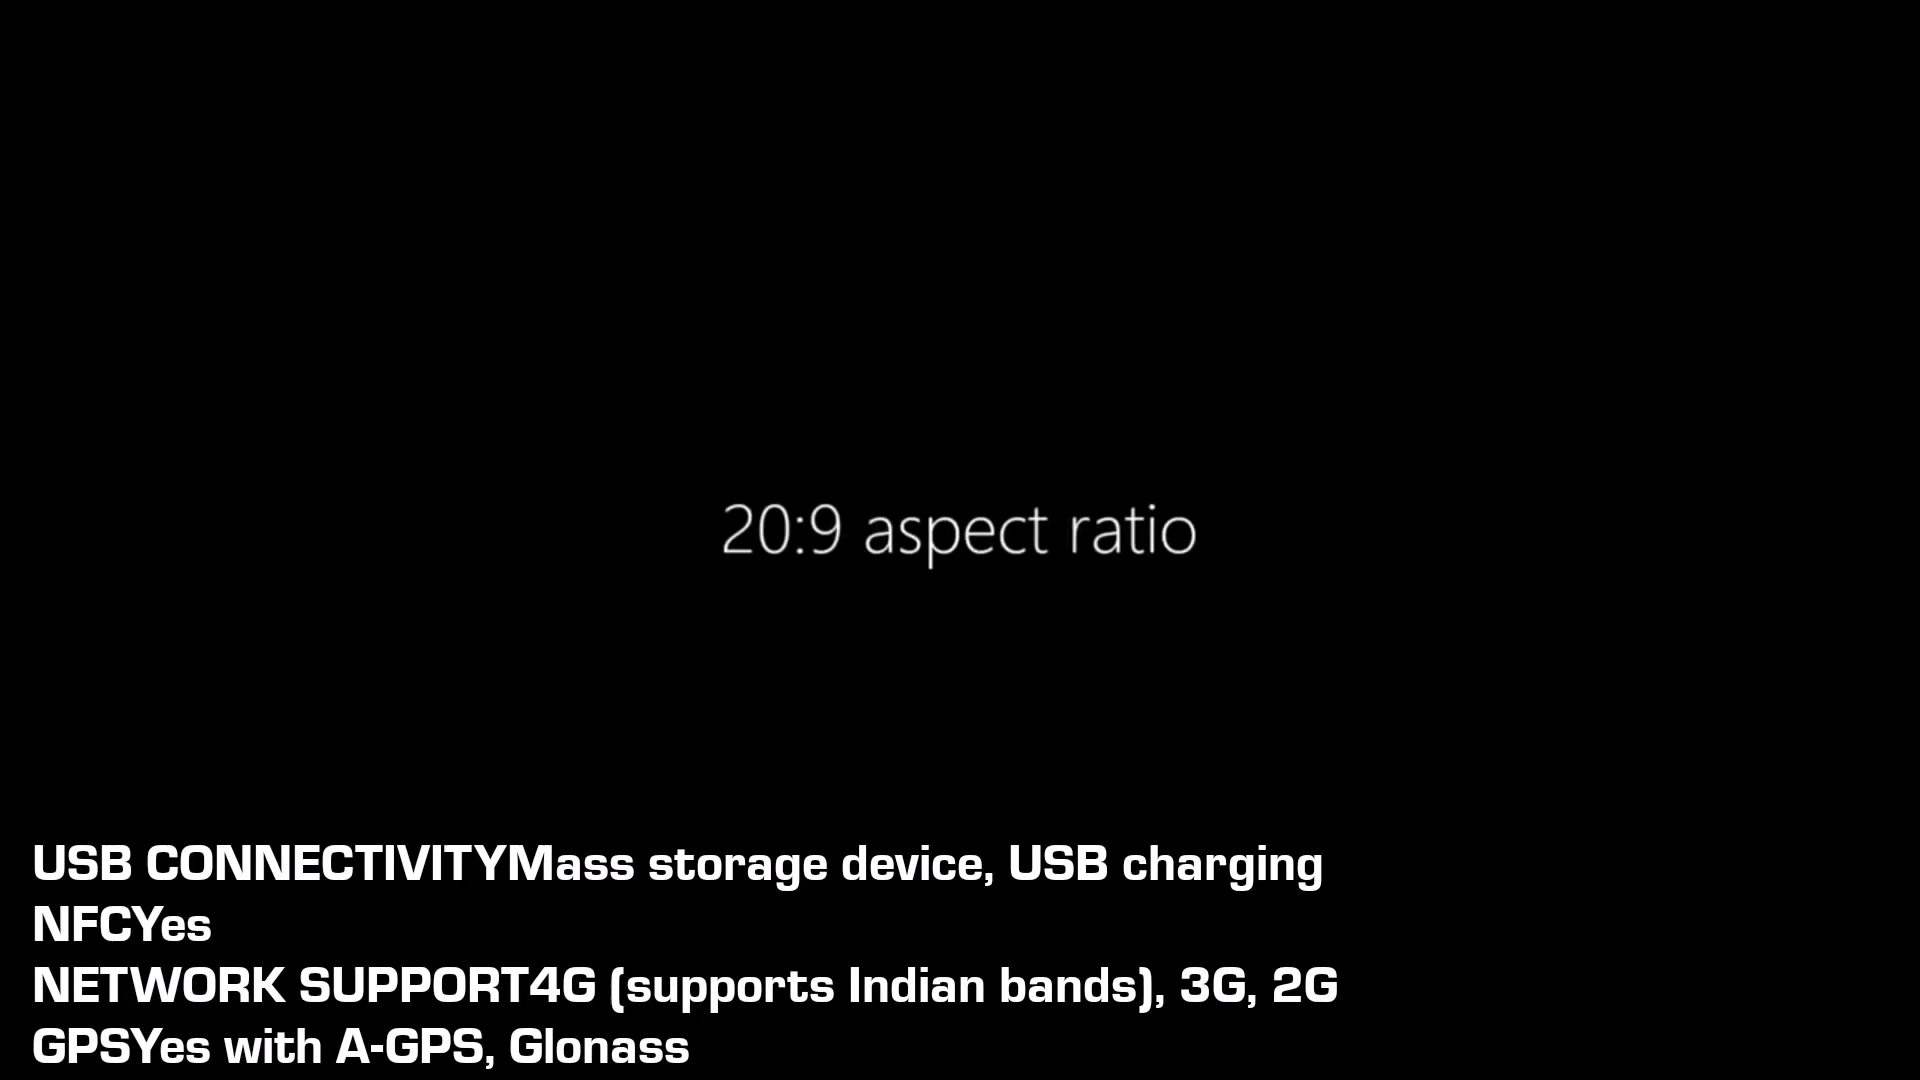 20:9 aspect ratio
USB CONNECTIVITYMass storage device, USB charging
NFCYes
NETWORK SUPPORT4G (supports Indian bands), 3G, 2G
GPSYes with A-GPS, Glonass